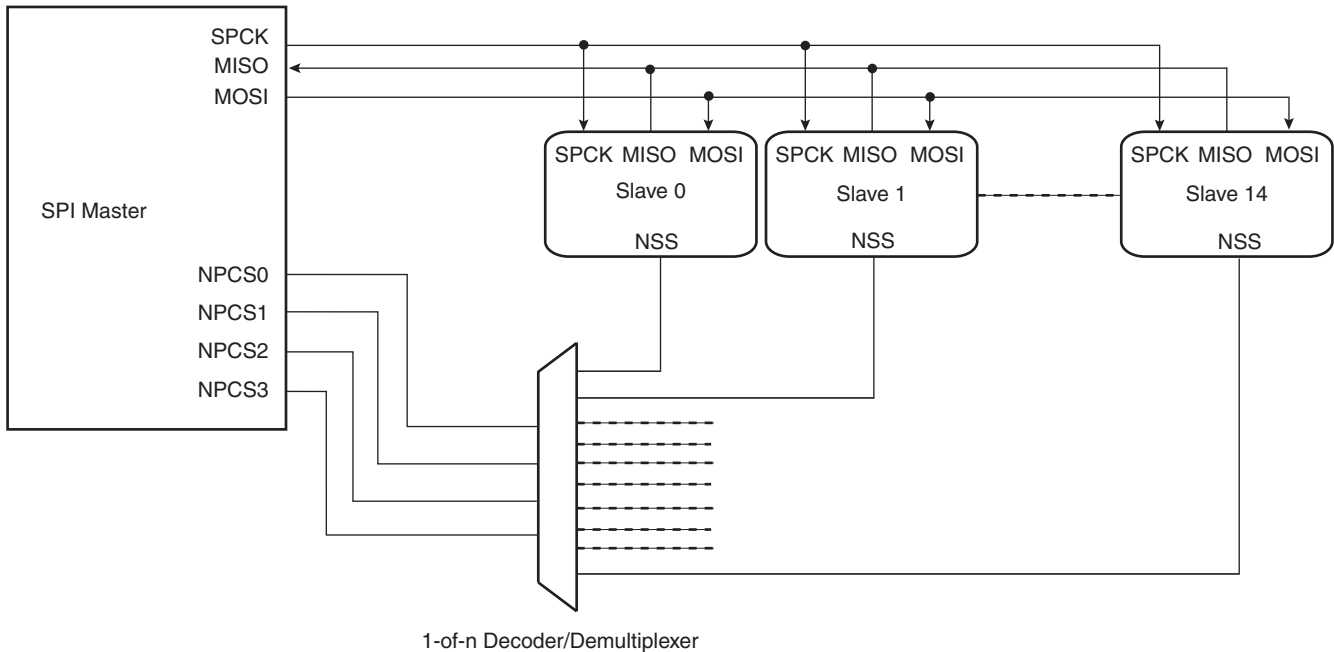 SPCK
MISO
MOSI
SPI Master
NPCS0
NPCS1
NPCS2
NPCS3
SPCK MISO MOSI
Slave 0
NSS
SPCK MISO MOSI
Slave 1
NSS
SPCK MISO MOSI
Slave 14
NSS
1-of-n Decoder/Demultiplexer